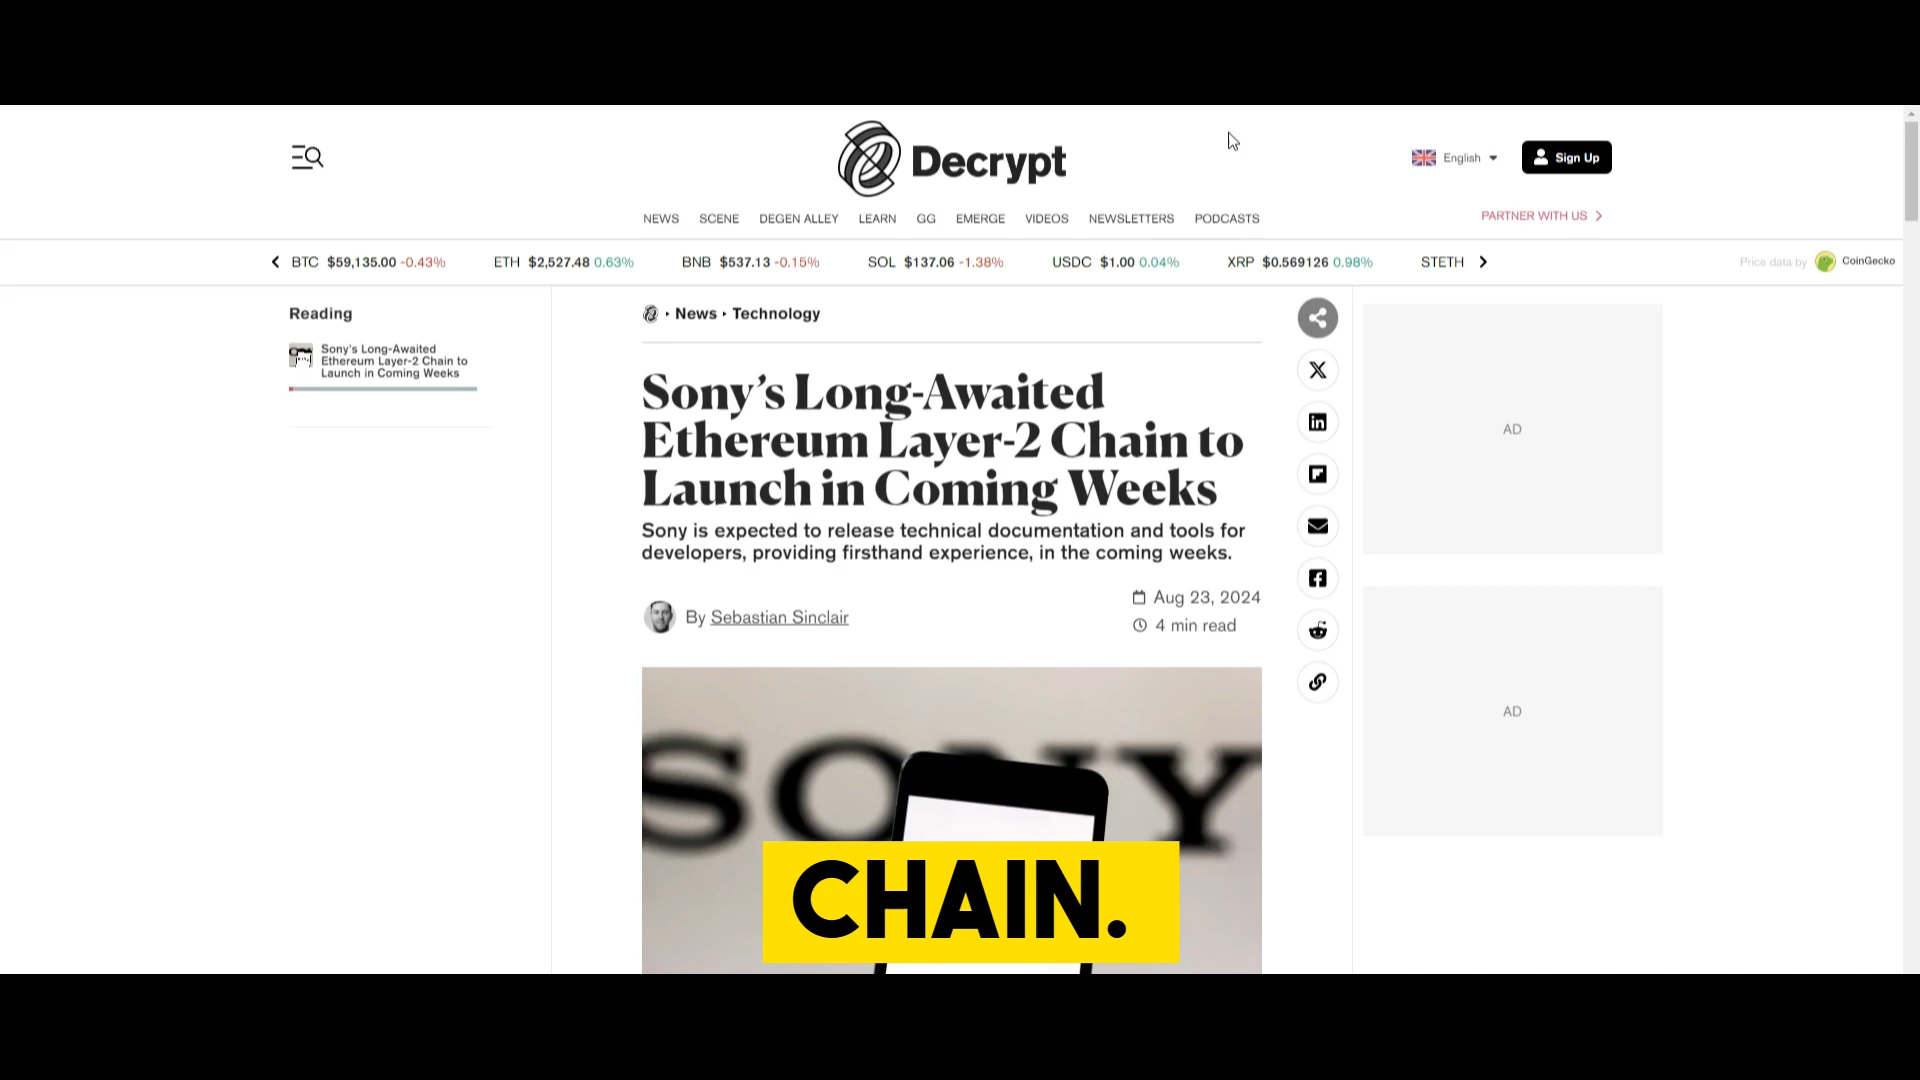 Decrypt
English
Sign Up
NEWS SCENE DEGEN ALLEY LEARN GG EMERGE VIDEOS NEWSLETTERS PODCASTS
PARTNER WITH US
BTC $59,135.00 -0.43% ETH $2,527.48 0.63% BNB $537.13 -0.15% SOL $137.06 -1.38% USDC $1.00 0.04% XRP $0.569126 0.98% STETH
Price data by CoinGecko
Reading
Sony's Long-Awaited
Ethereum Layer-2 Chain to
Launch in Coming Weeks
News · Technology
Sony's Long-Awaited
Ethereum Layer-2 Chain to
Launch in Coming Weeks
Sony is expected to release technical documentation and tools for
developers, providing firsthand experience, in the coming weeks.
By Sebastian Sinclair
Aug 23, 2024
4 min read
AD
AD
SONY
CHAIN.